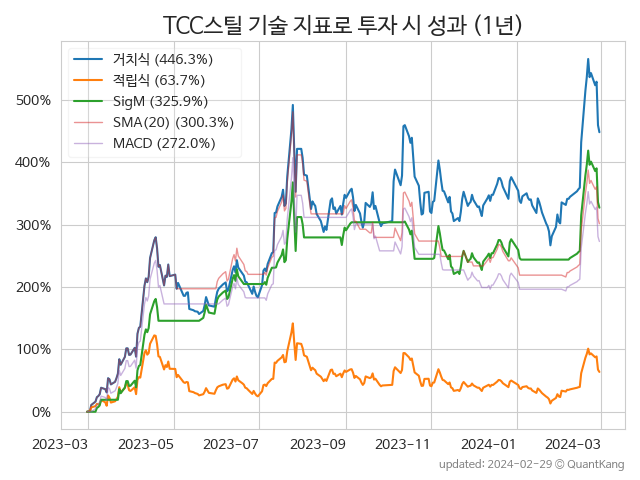 TCC스틸 기술 지표로 투자 시 성과 (1년)
거치식 (446.3%)
적립식 (63.7%)
SigM (325.9%)
SMA(20) (300.3%)
MACD (272.0%)
500%
400%
300%
200%
100%
0%
2023-03 2023-05 2023-07 2023-09 2023-11 2024-01 2024-03
updated: 2024-02-29 © QuantKang